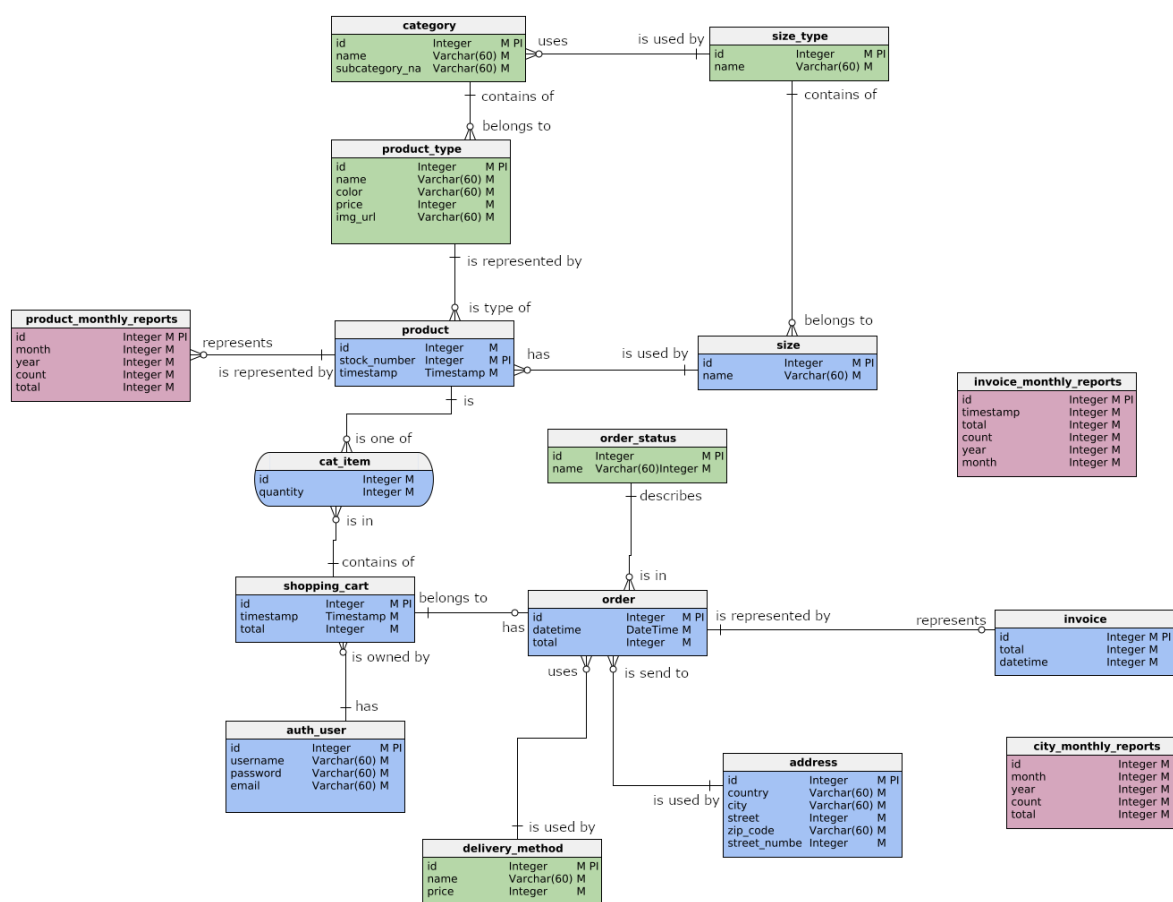 category
id Integer M PI
name Varchar(60) M
subcategory_na Varchar(60) M
uses
is used by
size_type
id Integer M PI
name Varchar(60) M
contains of
belongs to
contains of
product_type
id Integer M PI
name Varchar(60) M
color Varchar(60) M
price Integer M
img_url Varchar(60) M
is represented by
is type of
belongs to
product_monthly_reports
id Integer M PI
month Integer M
year Integer M
count Integer M
total Integer M
represents
is represented by
product
id Integer M
stock_number Integer M PI
timestamp Timestamp M
has
is used by
size
id Integer M PI
name Varchar(60) M
invoice_monthly_reports
id Integer M PI
timestamp Integer M
total Integer M
count Integer M
year Integer M
month Integer M
is
is one of
cat_item
id Integer M
quantity Integer M
is in
contains of
order_status
id Integer M PI
name Varchar(60)Integer M
describes
is in
shopping_cart
id Integer M PI
timestamp Timestamp M
total Integer M
belongs to
has
order
id Integer M PI
datetime DateTime M
total Integer M
is represented by
represents
invoice
id Integer M PI
total Integer M
datetime Integer M
is owned by
has
uses
is send to
auth_user
id Integer M PI
username Varchar(60) M
password Varchar(60) M
email Varchar(60) M
is used by
address
id Integer M PI
country Varchar(60) M
city Varchar(60) M
street Integer M
zip_code Varchar(60) M
street_numbe Integer M
city_monthly_reports
id Integer M
month Integer M
year Integer M
count Integer M
total Integer M
is used by
delivery_method
id Integer M PI
name Varchar(60) M
price Integer M